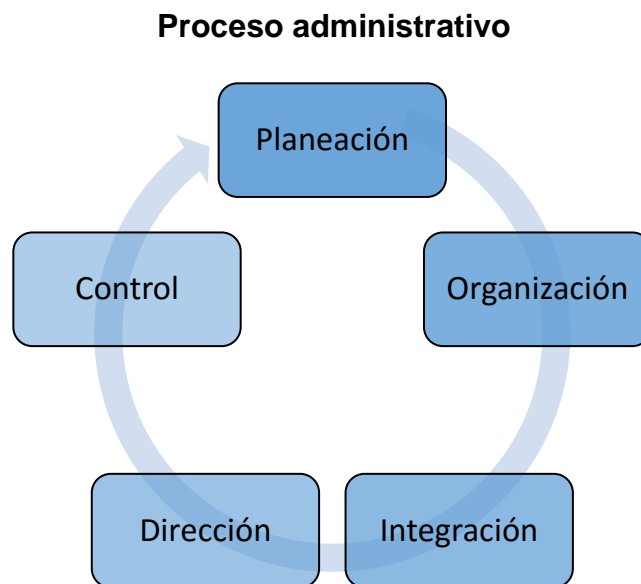 Proceso administrativo
Planeación
Organización
Integración
Dirección
Control